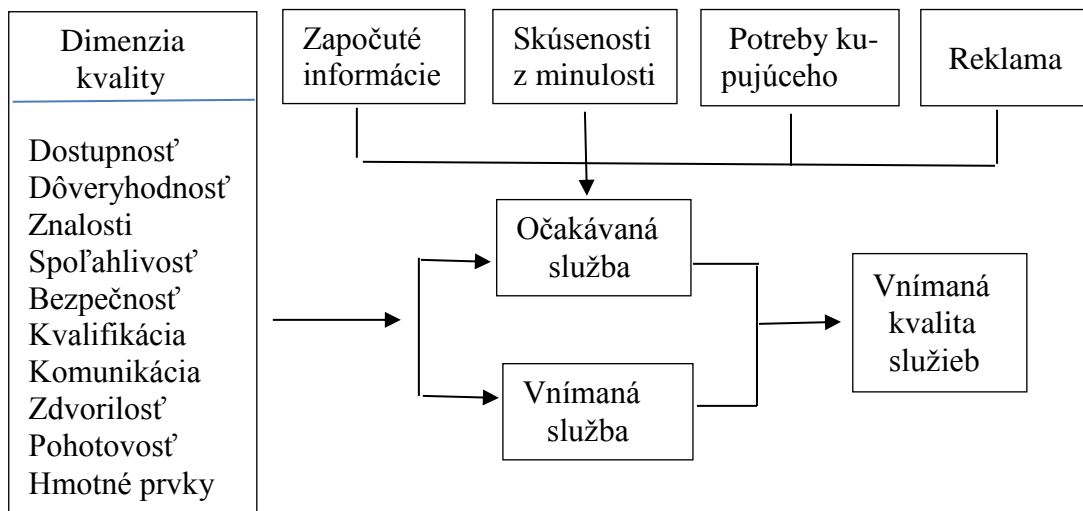 Dimenzia
kvality
Dostupnosť
Dôveryhodnosť
Znalosti
Spoľahlivosť
Bezpečnosť
Kvalifikácia
Komunikácia
Zdvorilosť
Pohotovosť
Hmotné prvky
Započuté
informácie
Skúsenosti
z minulosti
Potreby ku-
pujúceho
Reklama
Očakávaná
služba
Vnímaná
služba
Vnímaná
kvalita
služieb